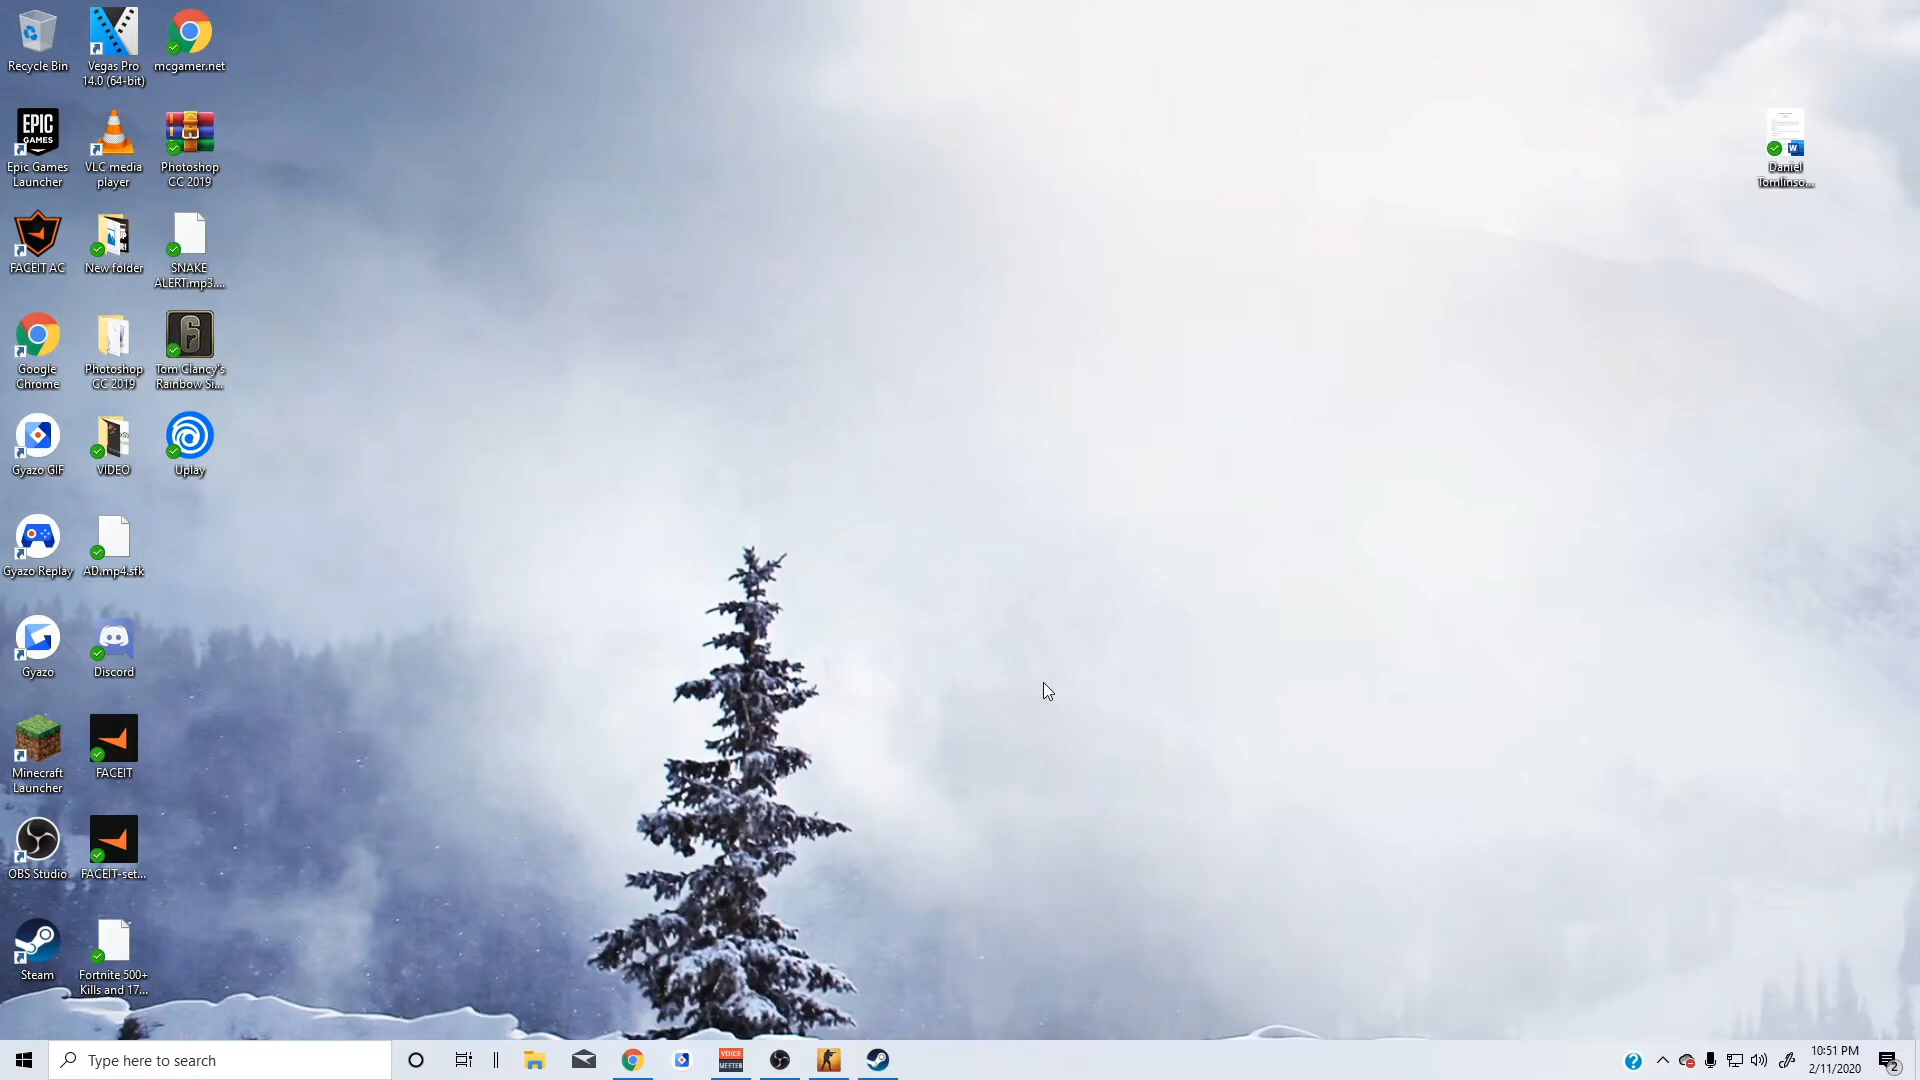 Recycle Bin
Vegas Pro
14.0 (64-bit)
mcgamer.net
EPIC
GAMES
Epic Games
Launcher
VLC media
player
Photoshop
CC 2019
Daniel
Tomlinso...
FACEIT AC
New folder
SNAKE
ALERT.mp3....
Google
Chrome
Photoshop
CC 2019
Tom Clancy's
Rainbow Si...
Gyazo GIF
VIDEO
Uplay
Gyazo Replay
AD.mp4.sfk
Gyazo
Discord
Minecraft
Launcher
FACEIT
OBS Studio
FACEIT-set...
Steam
Fortnite 500+
Kills and 17...
Type here to search
VOICE
MEETER
10:51 PM
2/11/2020
2